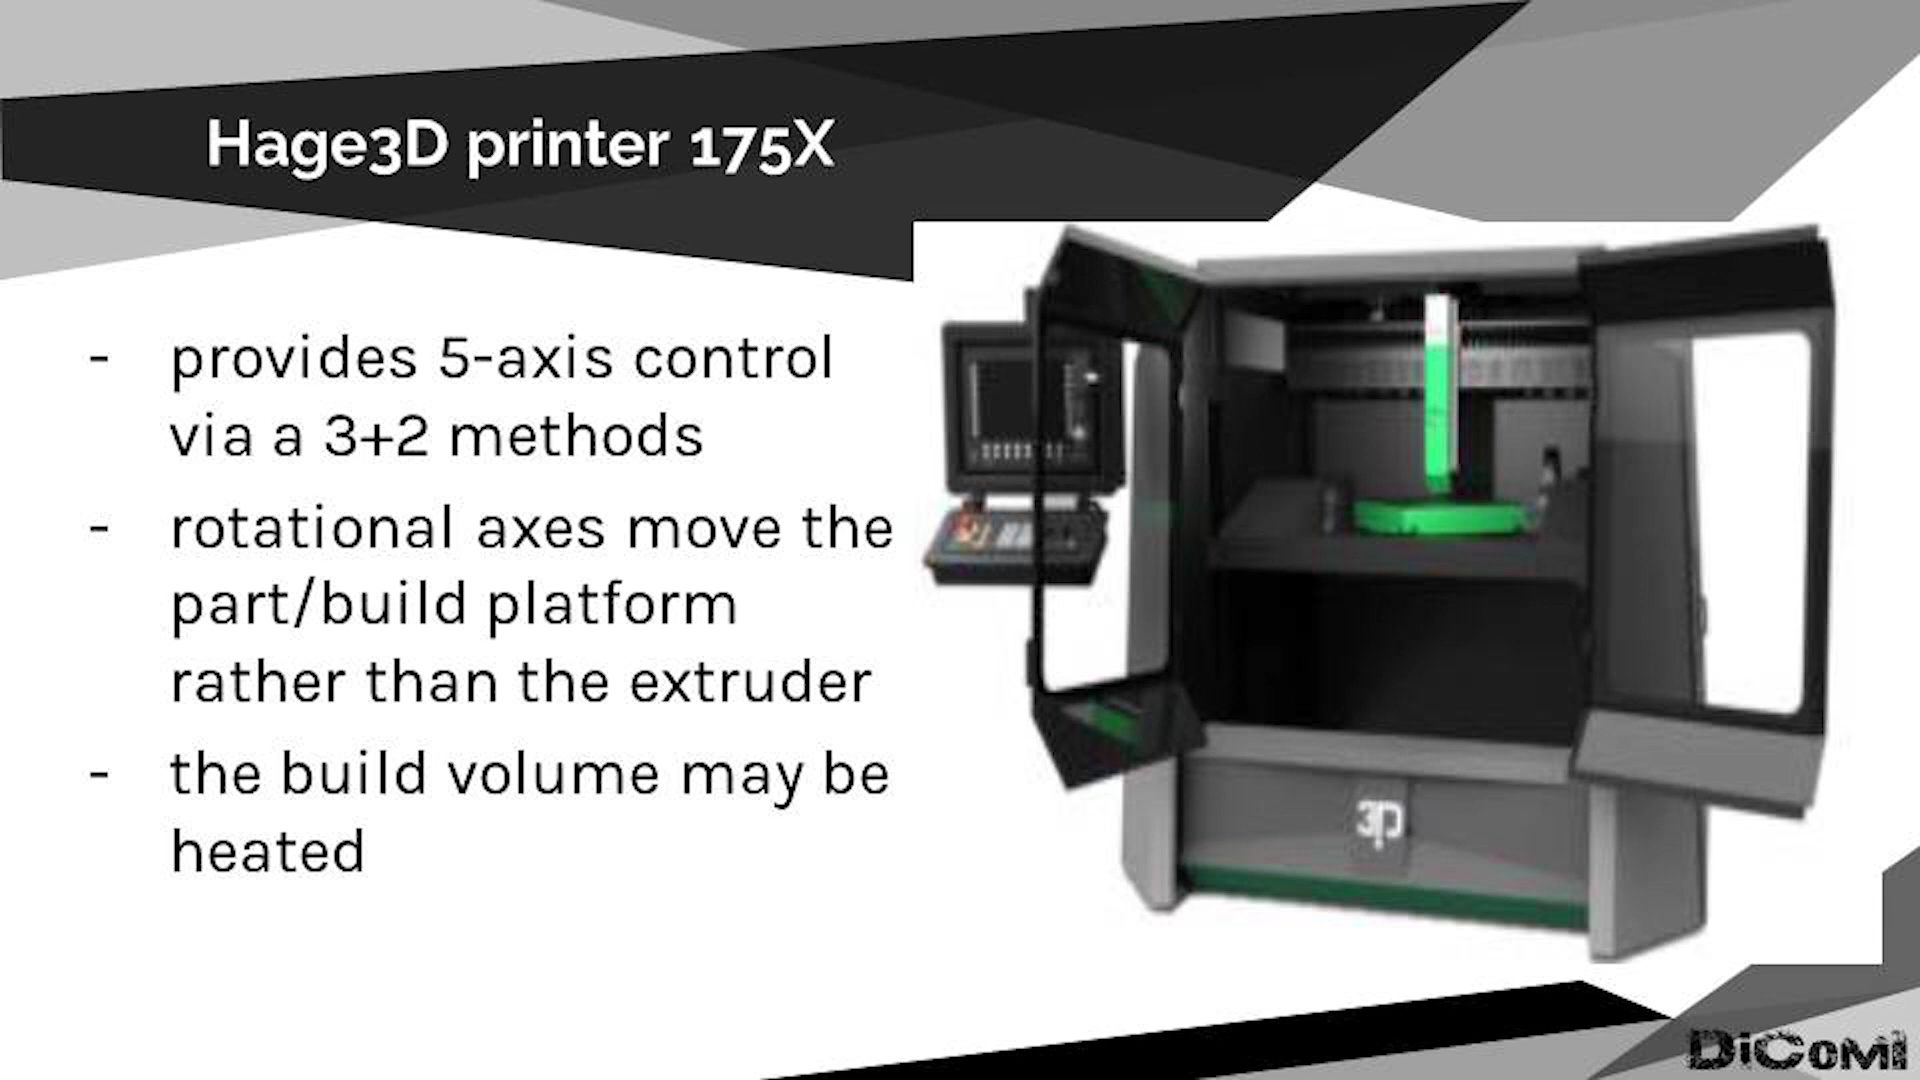 Hage3D printer 175X
- provides 5-axis control
via a 3+2 methods
- rotational axes move the
part/build platform
rather than the extruder
- the build volume may be
heated
3D
DiCoMI